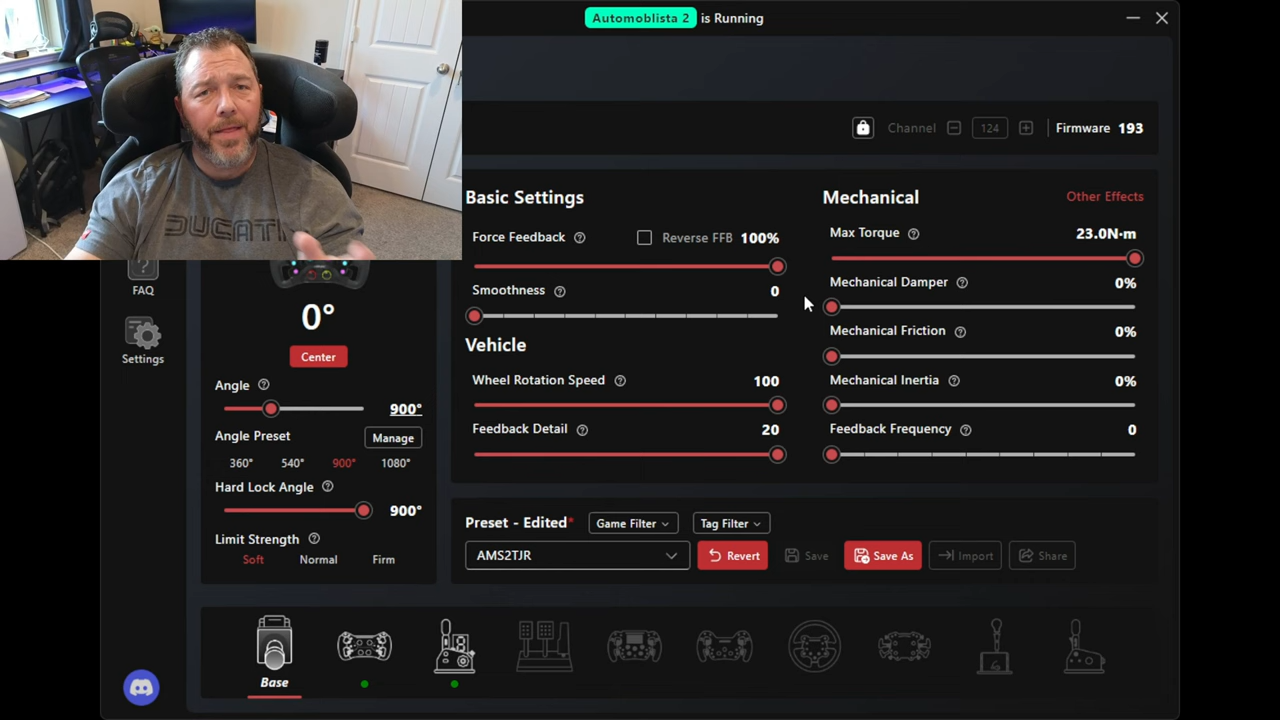 Automoblista 2 is Running
DUCATI
Channel 124 Firmware 193
Basic Settings
Force Feedback Reverse FFB 100%
Smoothness 0
Vehicle
Wheel Rotation Speed 100
Feedback Detail 20
Mechanical Other Effects
Max Torque 23.0N·m
Mechanical Damper 0%
Mechanical Friction 0%
Mechanical Inertia 0%
Feedback Frequency 0
FAQ
Settings
0°
Center
Angle 900°
Angle Preset Manage
360° 540° 900° 1080°
Hard Lock Angle 900°
Limit Strength
Soft Normal Firm
Preset - Edited* Game Filter Tag Filter
AMS2TJR Revert Save Save As Import Share
Base